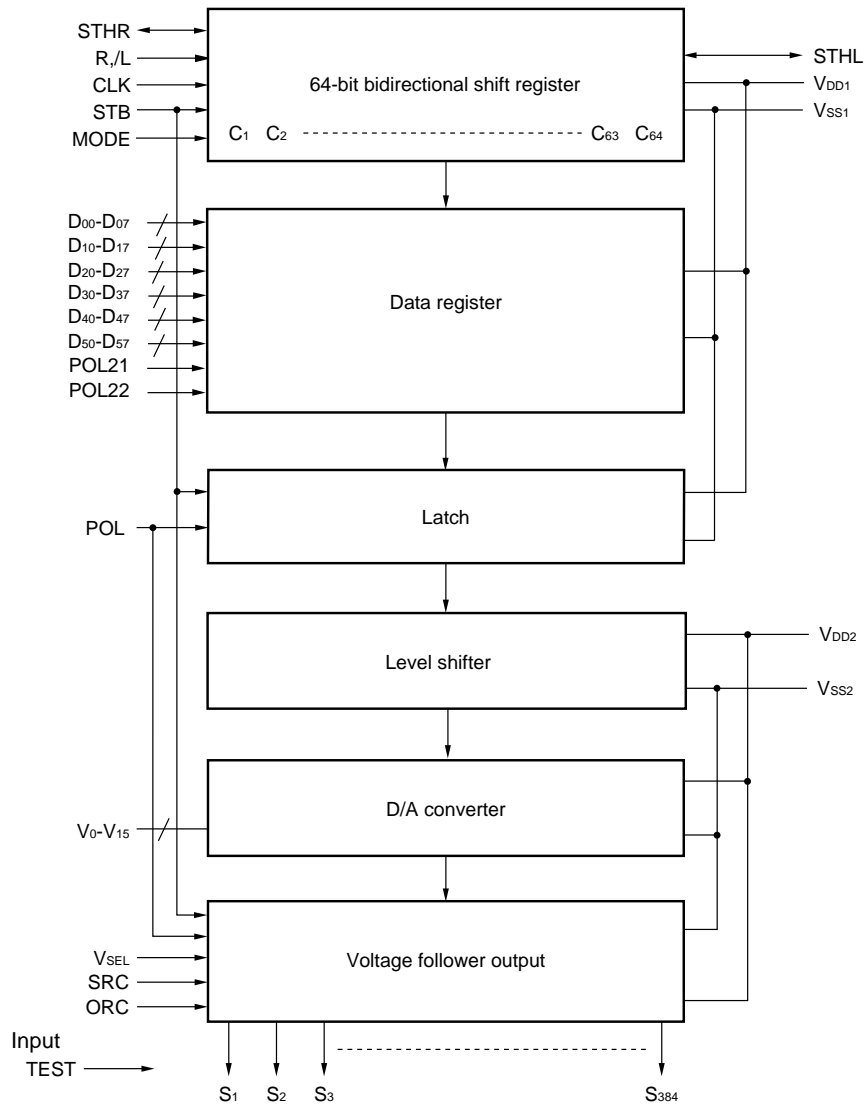 STHR
R,/L
CLK
STB
MODE
64-bit bidirectional shift register
C1 C2 C63 C64
STHL
VDD1
VSS1
D00-D07
D10-D17
D20-D27
D30-D37
D40-D47
D50-D57
POL21
POL22
Data register
POL
Latch
Level shifter
VDD2
VSS2
V0-V15
D/A converter
VSEL
SRC
ORC
Voltage follower output
Input
TEST
S1 S2 S3 S384